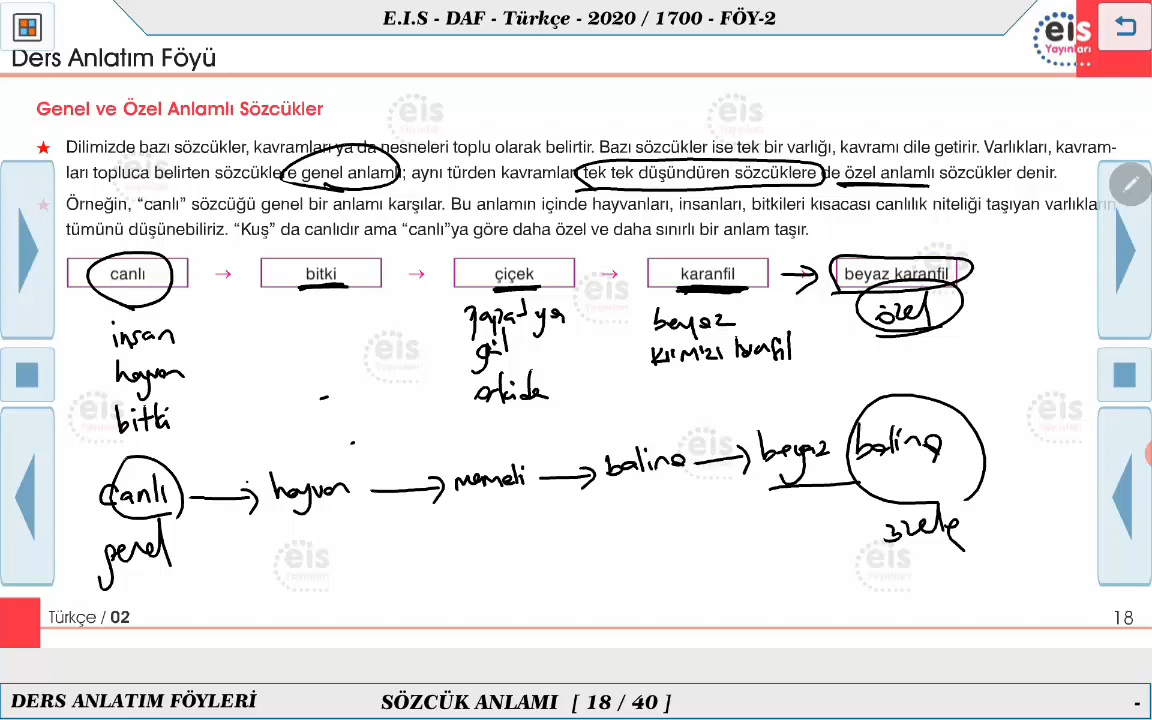 E.I.S - DAF - Türkçe - 2020 / 1700 - FÖY-2
Ders Anlatım Föyü
eis
Yayınları
Genel ve Özel Anlamlı Sözcükler
★ Dilimizde bazı sözcükler, kavramları ya da nesneleri toplu olarak belirtir. Bazı sözcükler ise tek bir varlığı, kavramı dile getirir. Varlıkları, kavram-
ları topluca belirten sözcüklere genel anlamlı; aynı türden kavramları tek tek düşündüren sözcüklere de özel anlamlı sözcükler denir.
★ Örneğin, “canlı” sözcüğü genel bir anlamı karşılar. Bu anlamın içinde hayvanları, insanları, bitkileri kısacası canlılık niteliği taşıyan varlıkların
tümünü düşünebiliriz. “Kuş” da canlıdır ama “canlı”ya göre daha özel ve daha sınırlı bir anlam taşır.
canlı → bitki → çiçek → karanfil → beyaz karanfil
insan
hayvan
bitki
papatya
gül
orkide
beyaz
kırmızı
özel
canlı → hayvan → memeli → balina → beyaz balina
genel
Türkçe / 02
18
DERS ANLATIM FÖYLERİ
SÖZCÜK ANLAMI [ 18 / 40 ]
-